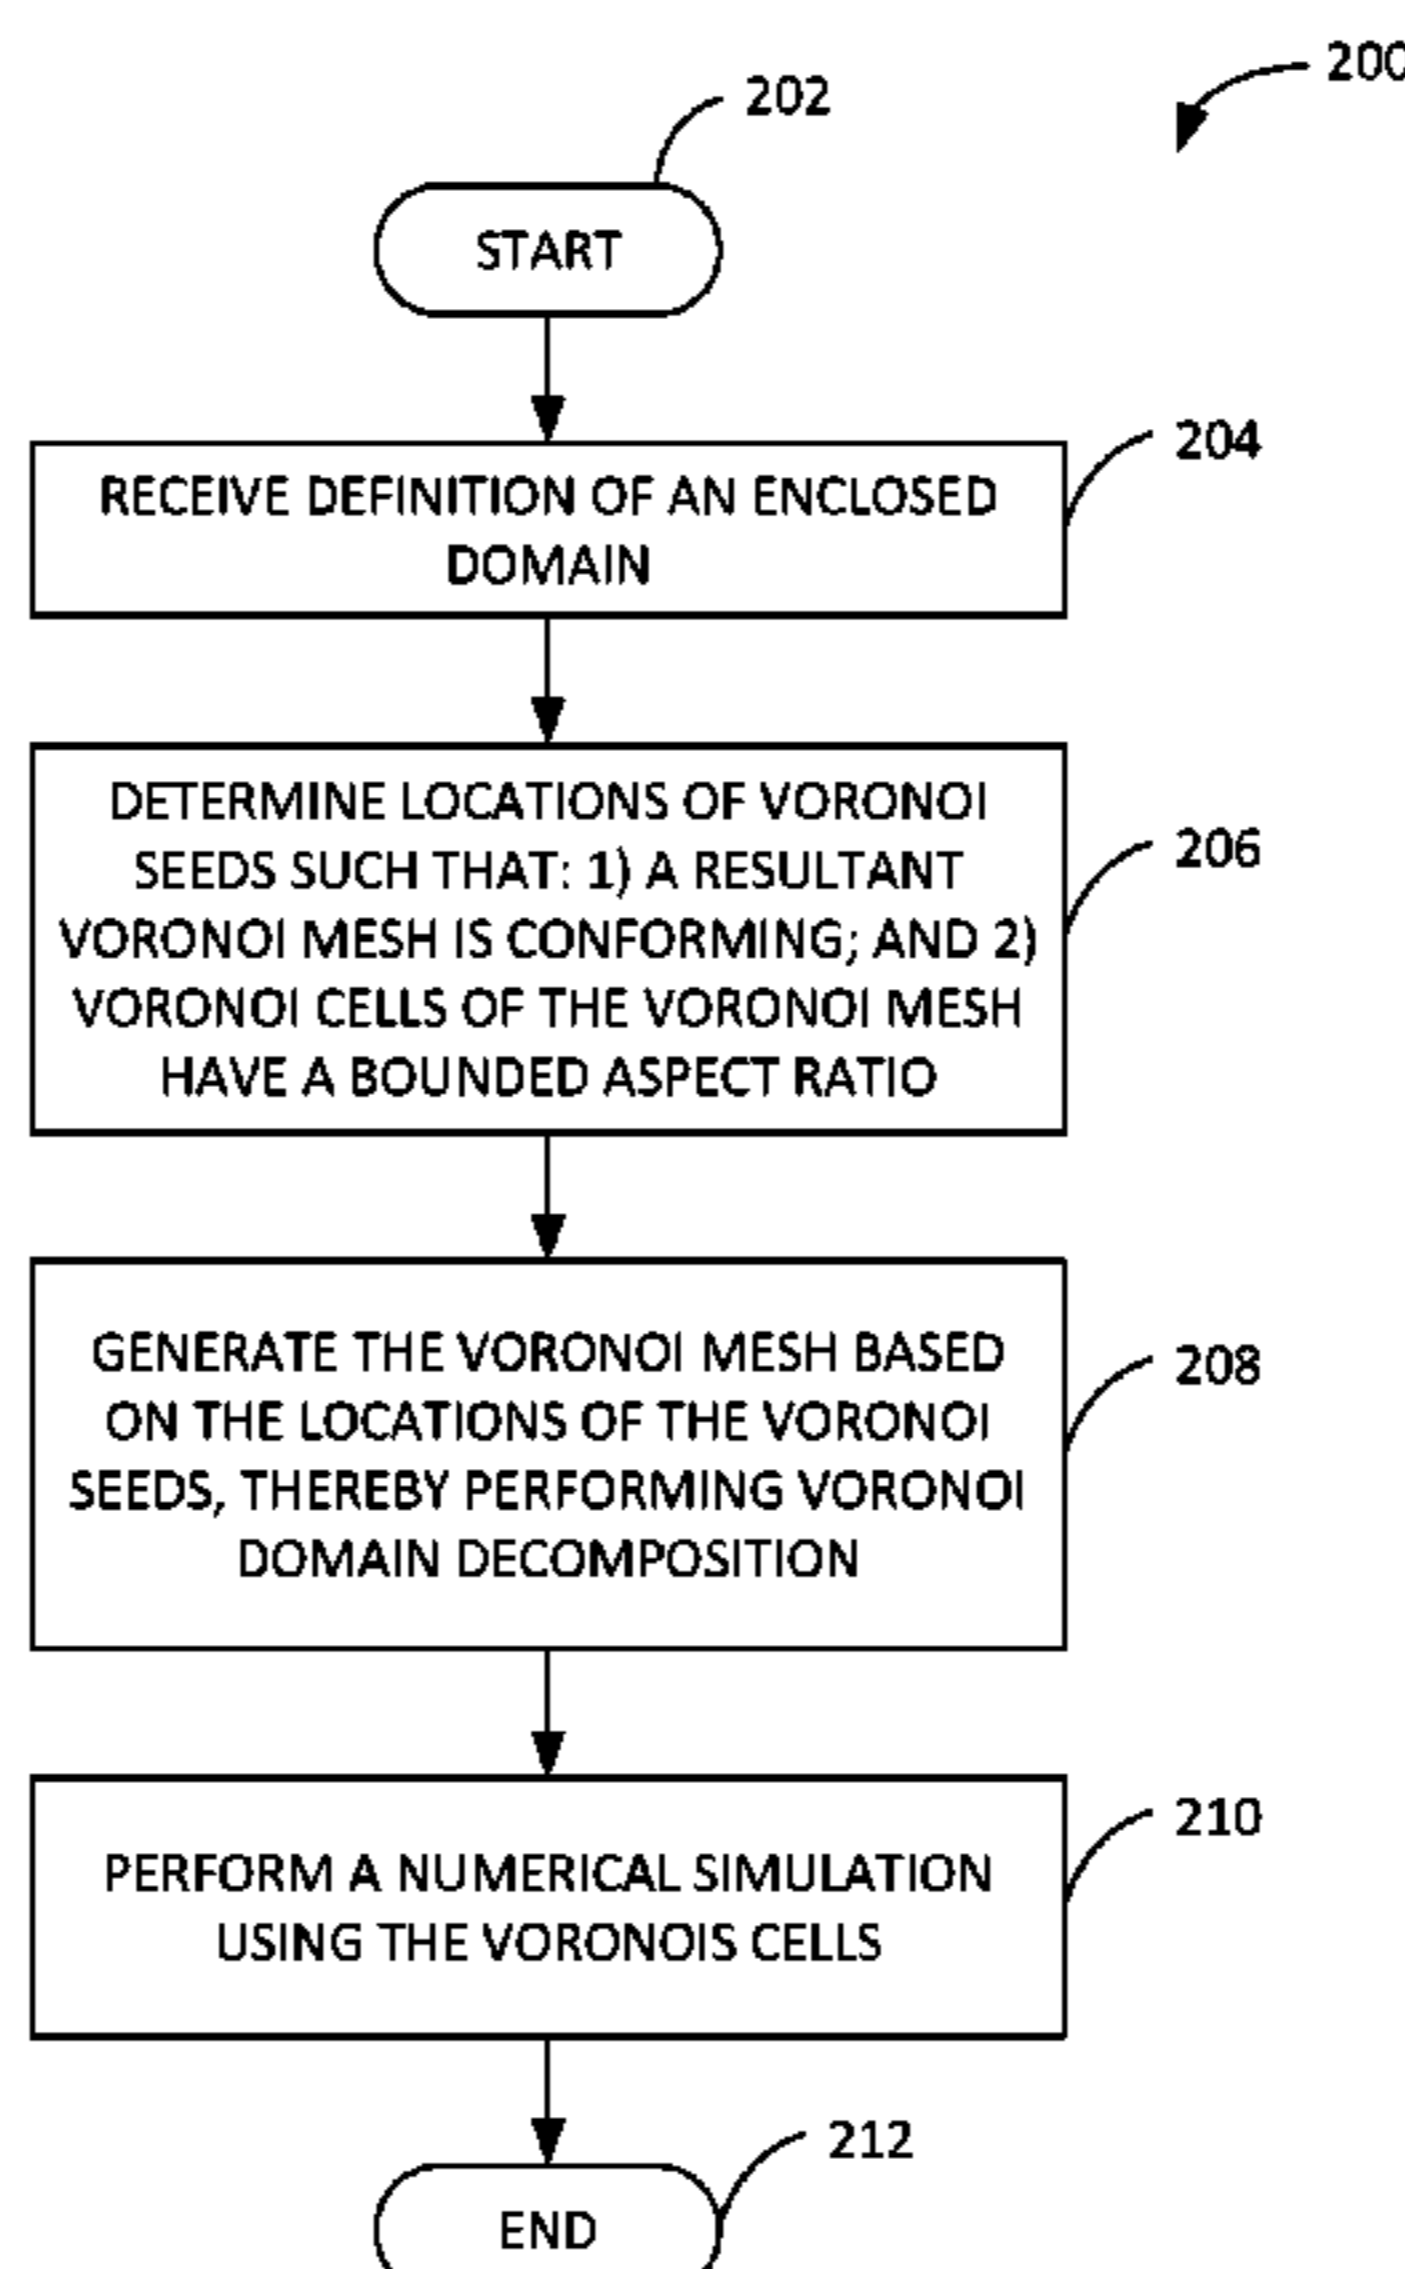 200
202
START
204
RECEIVE DEFINITION OF AN ENCLOSED
DOMAIN
206
DETERMINE LOCATIONS OF VORONOI
SEEDS SUCH THAT: 1) A RESULTANT
VORONOI MESH IS CONFORMING; AND 2)
VORONOI CELLS OF THE VORONOI MESH
HAVE A BOUNDED ASPECT RATIO
208
GENERATE THE VORONOI MESH BASED
ON THE LOCATIONS OF THE VORONOI
SEEDS, THEREBY PERFORMING VORONOI
DOMAIN DECOMPOSITION
210
PERFORM A NUMERICAL SIMULATION
USING THE VORONOIS CELLS
212
END